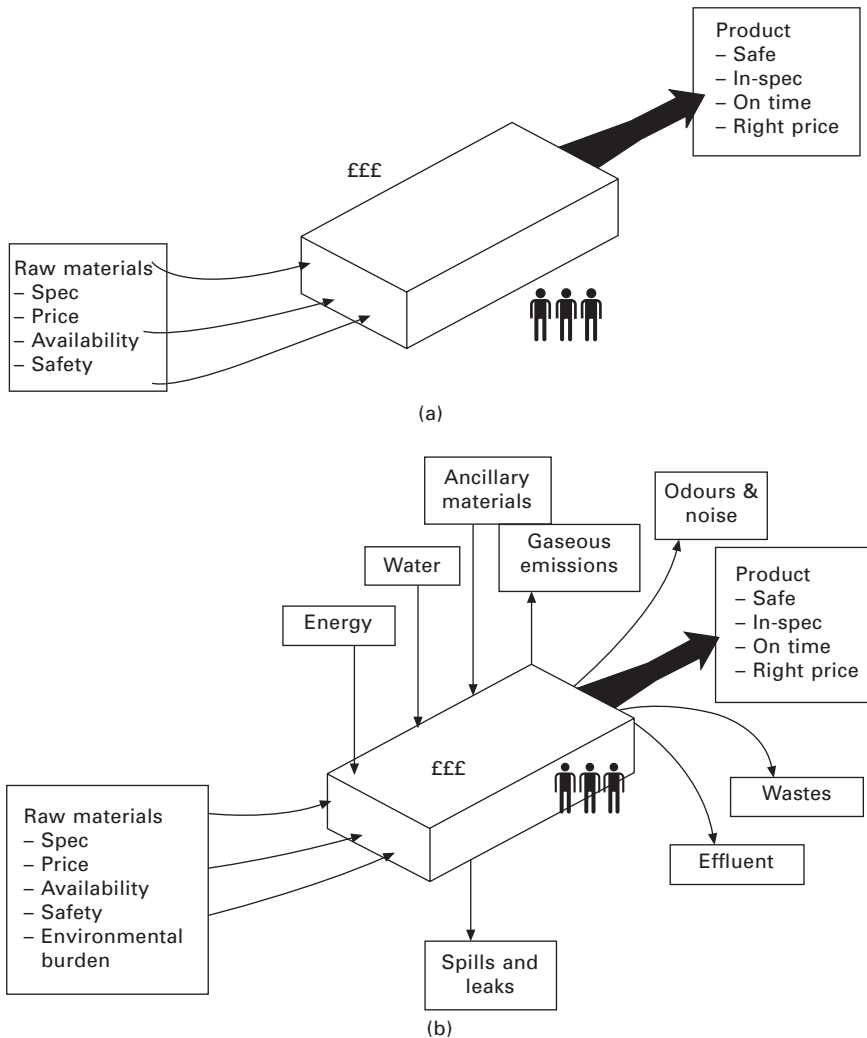 Product
– Safe
– In-spec
– On time
– Right price
£££
Raw materials
– Spec
– Price
– Availability
– Safety
(a)
Ancillary
materials
Odours &
noise
Gaseous
emissions
Water
Product
– Safe
– In-spec
– On time
– Right price
Energy
£££
Wastes
Raw materials
– Spec
– Price
– Availability
– Safety
– Environmental
burden
Effluent
Spills and
leaks
(b)